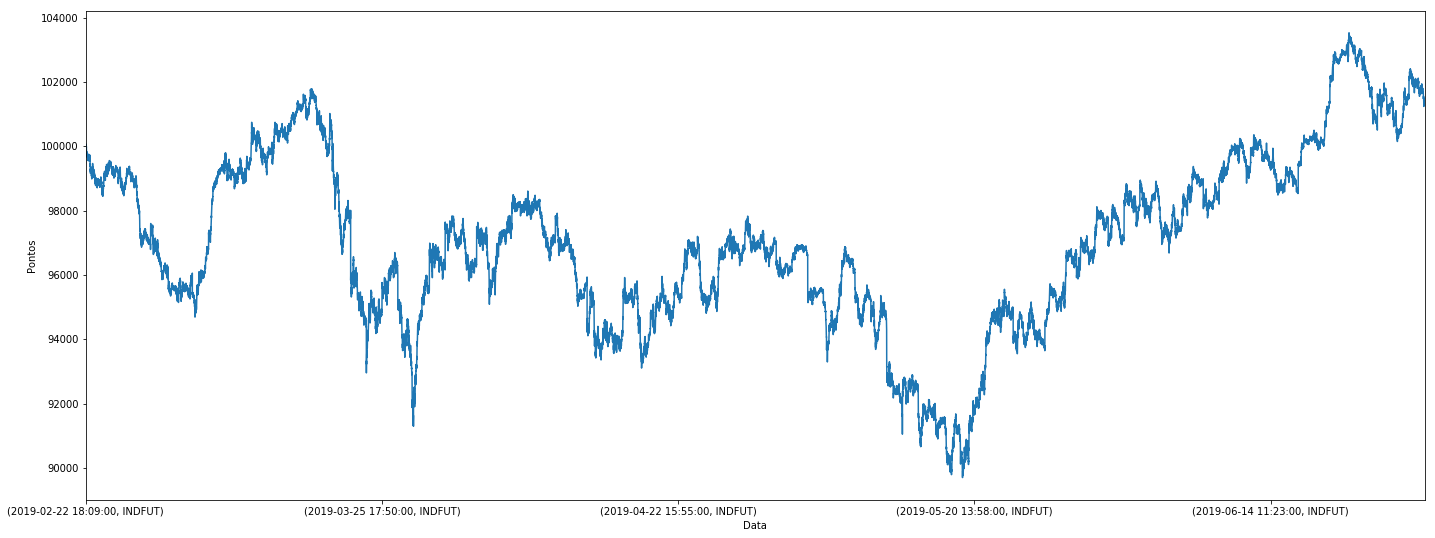 104000
102000
100000
98000
96000
94000
92000
90000
Pontos
(2019-02-22 18:09:00, INDFUT)
(2019-03-25 17:50:00, INDFUT)
(2019-04-22 15:55:00, INDFUT)
(2019-05-20 13:58:00, INDFUT)
(2019-06-14 11:23:00, INDFUT)
Data